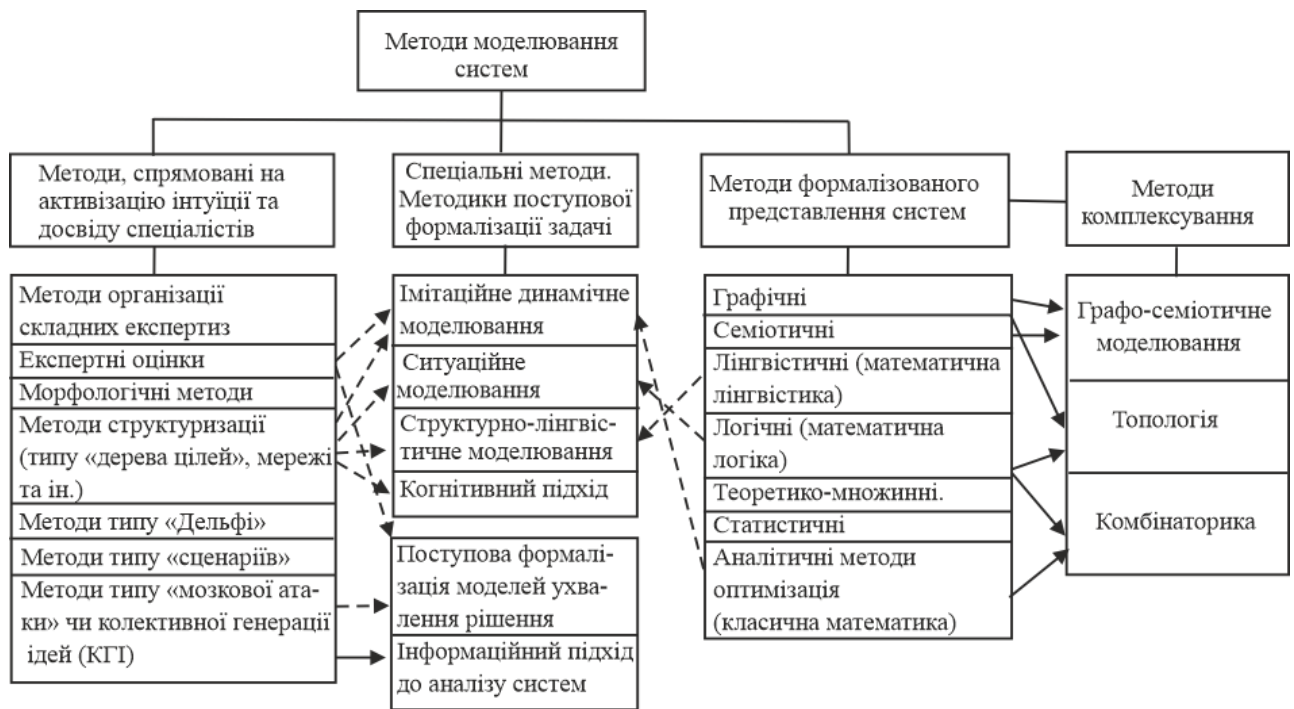 Методи моделювання
систем
Методи, спрямовані на
активізацію інтуїції та
досвіду спеціалістів
Спеціальні методи.
Методики поступової
формалізації задачі
Методи формалізованого
представлення систем
Методи
комплексування
Методи організації
складних експертиз
Експертні оцінки
Морфологічні методи
Методи структуризації
(типу «дерева цілей», мережі
та ін.)
Методи типу «Дельфі»
Методи типу «сценаріїв»
Методи типу «мозкової ата-
ки» чи колективної генерації
ідей (КГІ)
Імітаційне динамічне
моделювання
Ситуаційне
моделювання
Структурно-лінгвіс-
тичне моделювання
Когнітивний підхід
Поступова формалі-
зація моделей ухва-
лення рішення
Інформаційний підхід
до аналізу систем
Графічні
Семіотичні
Лінгвістичні (математична
лінгвістика)
Логічні (математична
логіка)
Теоретико-множинні.
Статистичні
Аналітичні методи
оптимізація
(класична математика)
Графо-семіотичне
моделювання
Топологія
Комбінаторика